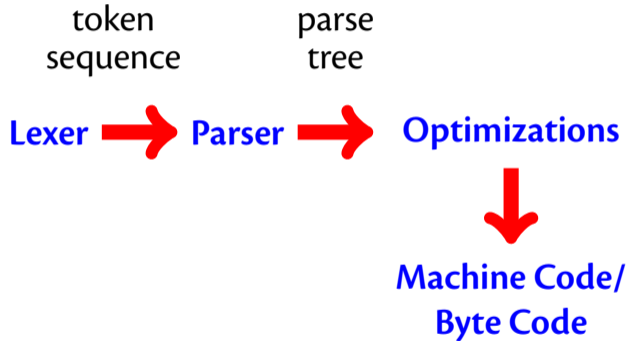 token
sequence
parse
tree
Lexer
Parser
Optimizations
Machine Code/
Byte Code